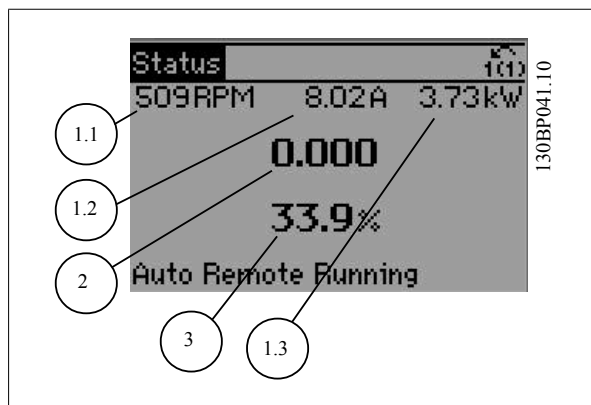 Status
1(1)
509RPM 8.02A 3.73kW
0.000
33.9%
Auto Remote Running
1.1
1.2
2
3
1.3
130BP041.10